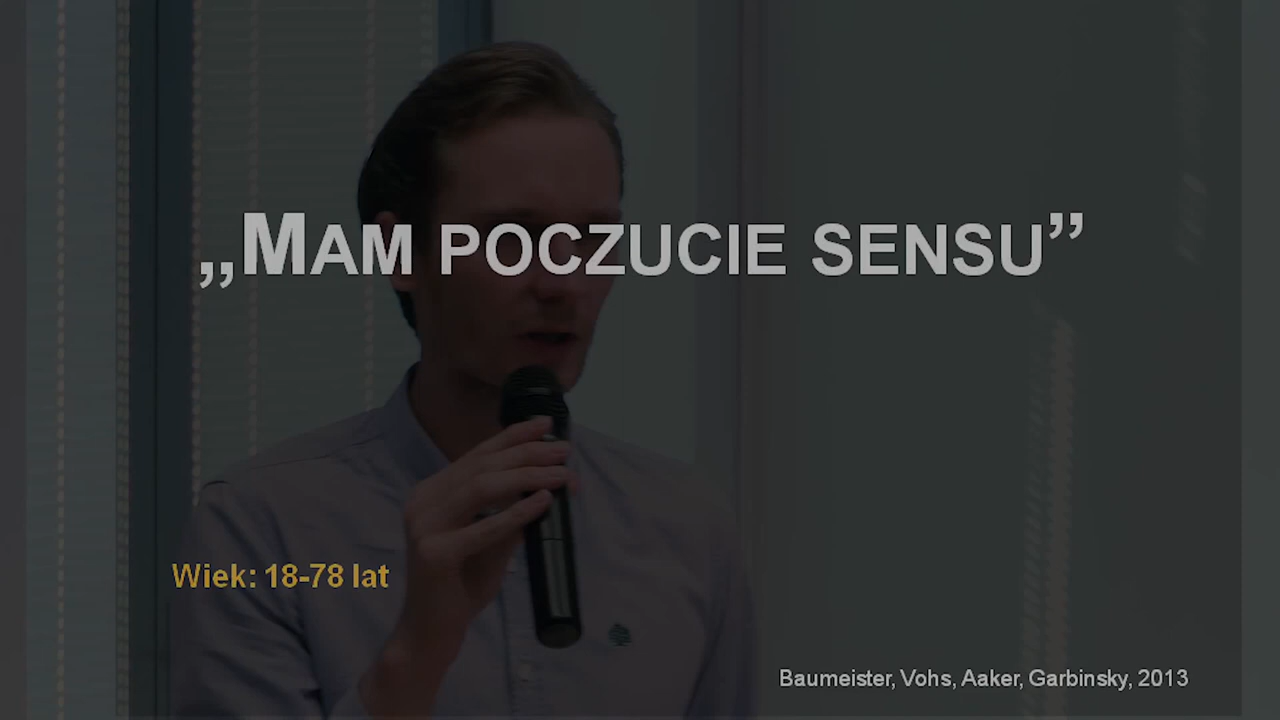 „MAM POCZUCIE SENSU”
Wiek: 18-78 lat
Baumeister, Vohs, Aaker, Garbinsky, 2013